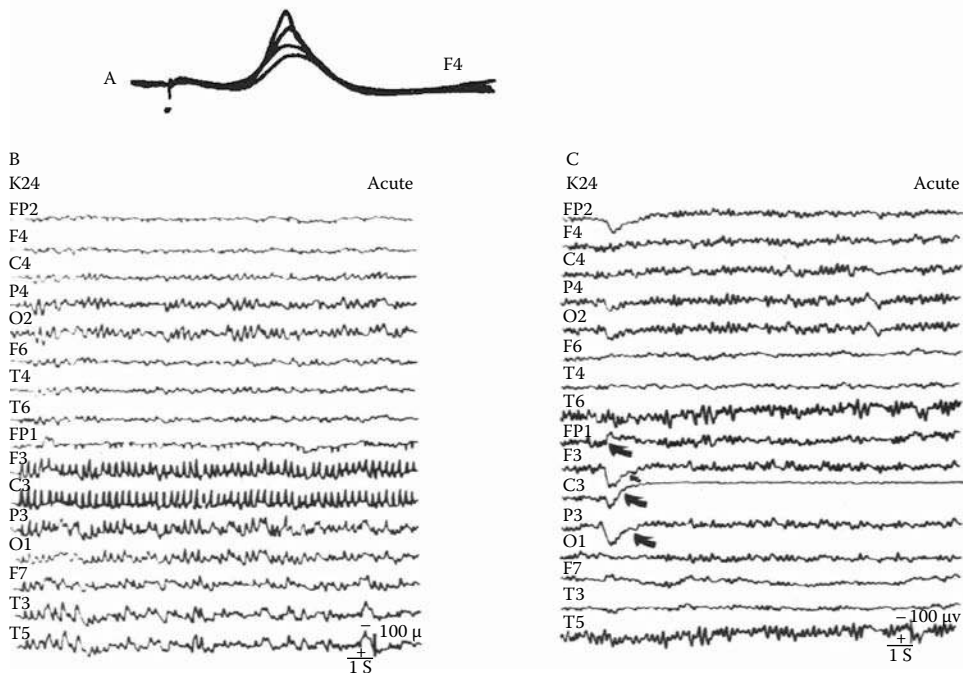 A
F4
B
K24 Acute
FP2
F4
C4
P4
O2
F6
T4
T6
FP1
F3
C3
P3
O1
F7
T3
T5
− 100 µ
+
1 S
C
K24 Acute
FP2
F4
C4
P4
O2
F6
T4
T6
FP1
F3
C3
P3
O1
F7
T3
T5
− 100 µv
+
1 S